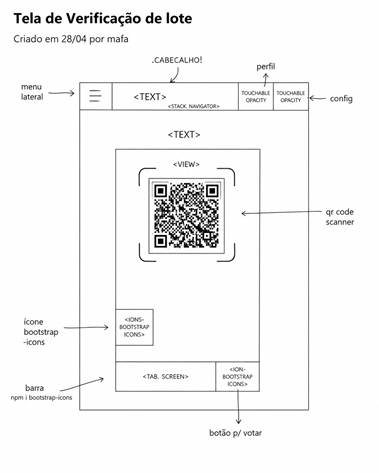 Tela de Verificação de lote
Criado em 28/04 por mafa
.CABECALHO!
perfil
menu
lateral
<TEXT>
<STACK. NAVIGATOR>
TOUCHABLE
OPACITY
TOUCHABLE
OPACITY
config
<TEXT>
<VIEW>
qr code
scanner
ícone
bootstrap
-icons
<IONS-
BOOTSTRAP
ICONS>
barra
npm i bootstrap-icons
<TAB. SCREEN>
<ION-
BOOTSTRAP
ICONS>
botão p/ votar